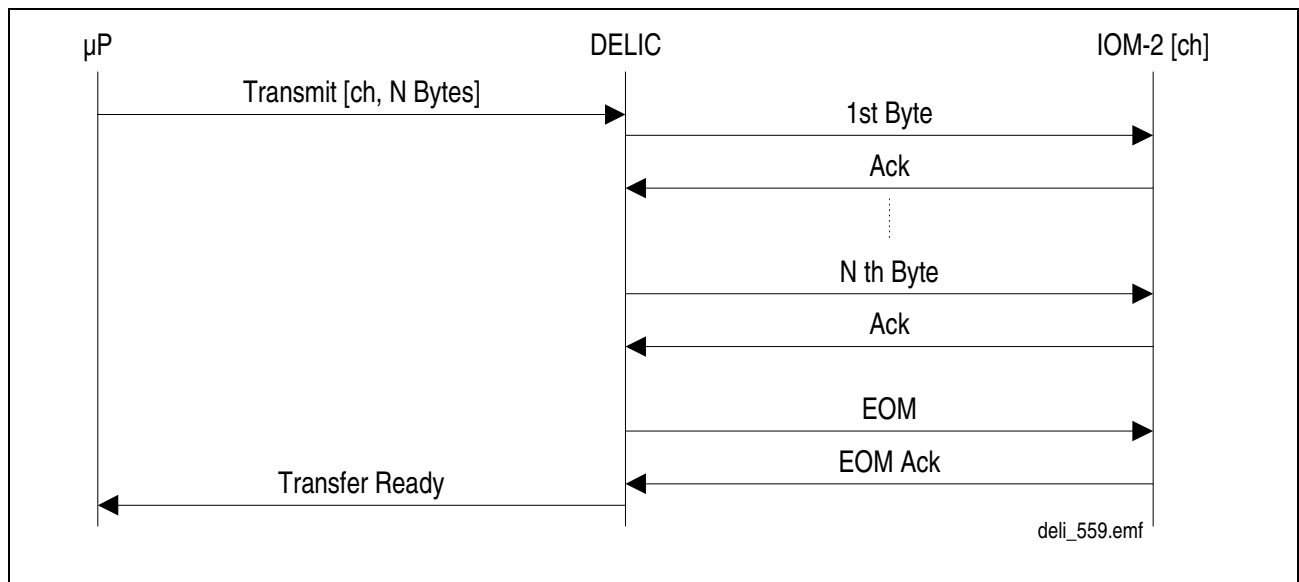 µP DELIC IOM-2 [ch]
Transmit [ch, N Bytes]
1st Byte
Ack
N th Byte
Ack
EOM
EOM Ack
Transfer Ready
deli_559.emf